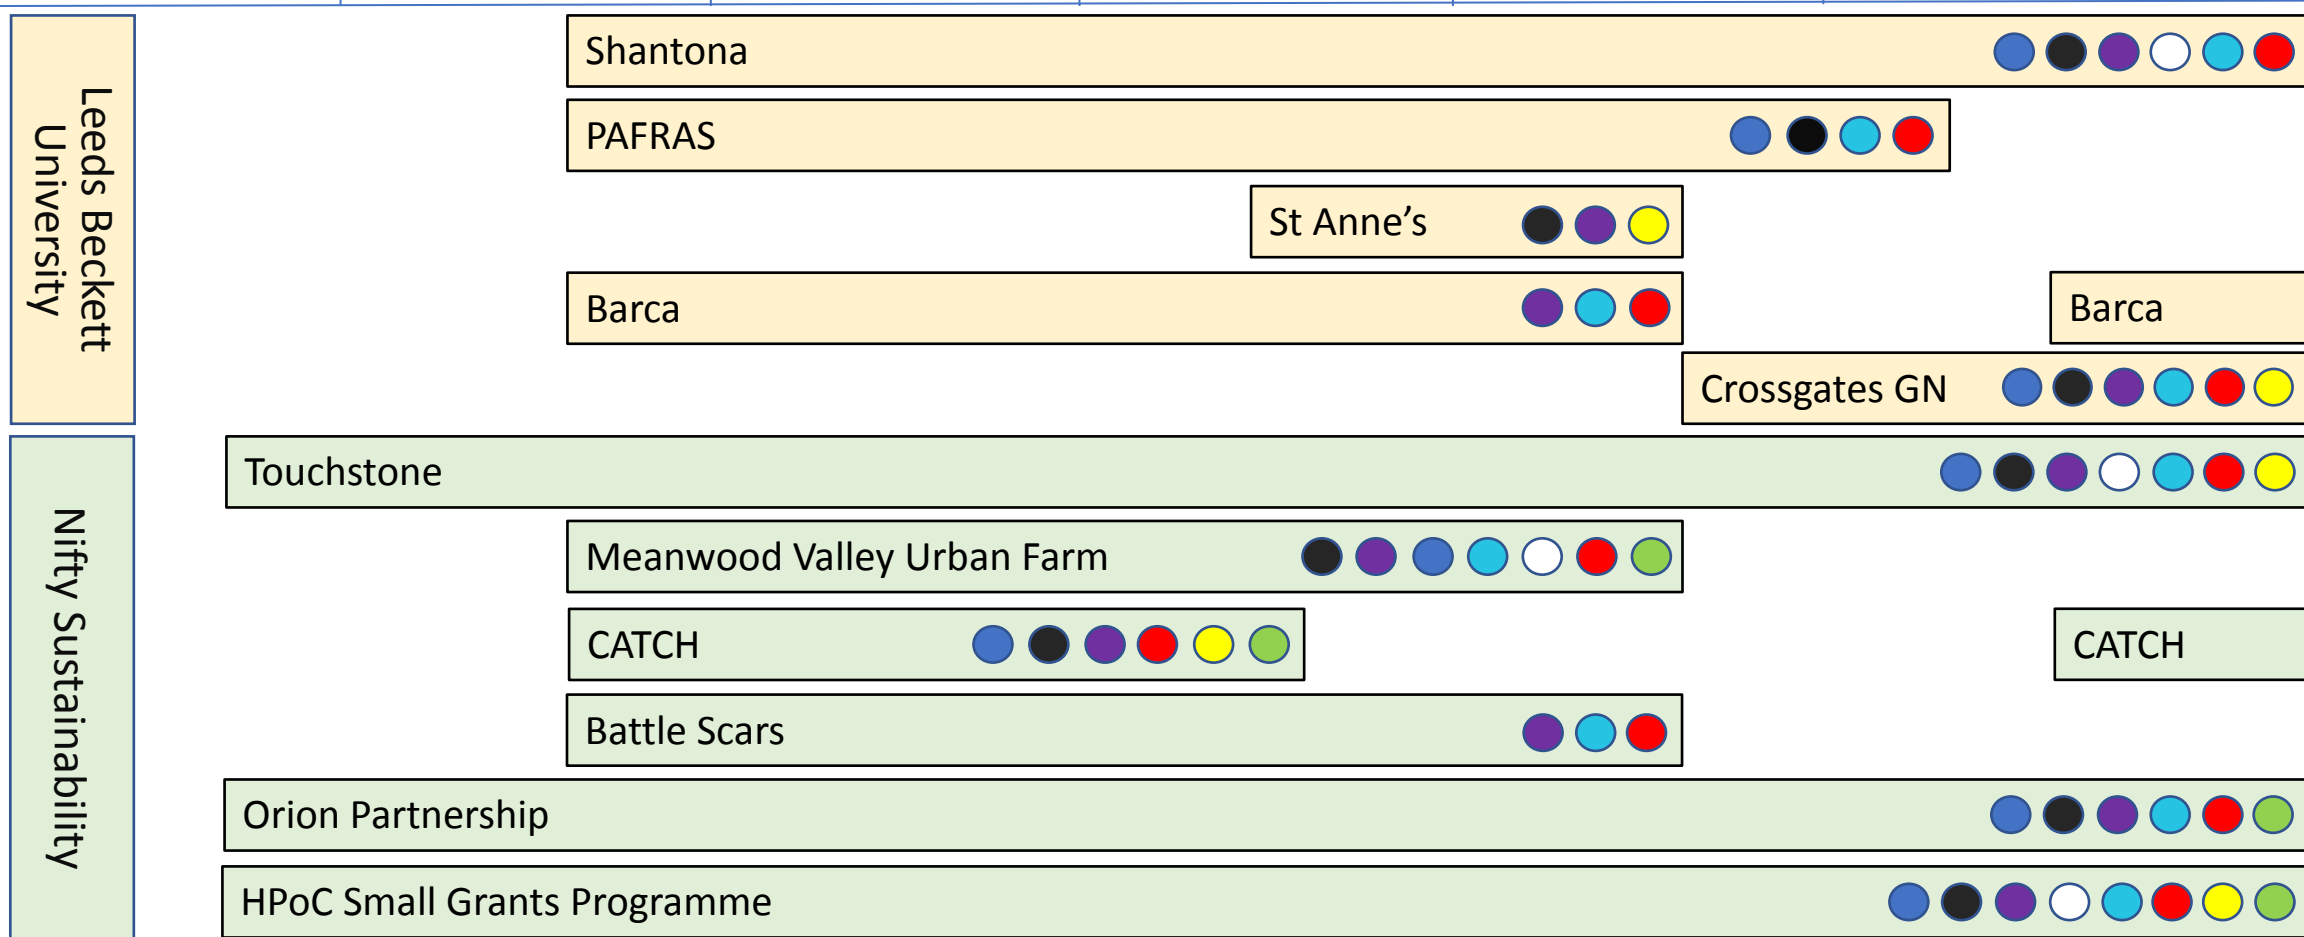 Leeds Beckett
University
Shantona
PAFRAS
St Anne’s
Barca
Barca
Crossgates GN
Nifty Sustainability
Touchstone
Meanwood Valley Urban Farm
CATCH
CATCH
Battle Scars
Orion Partnership
HPoC Small Grants Programme